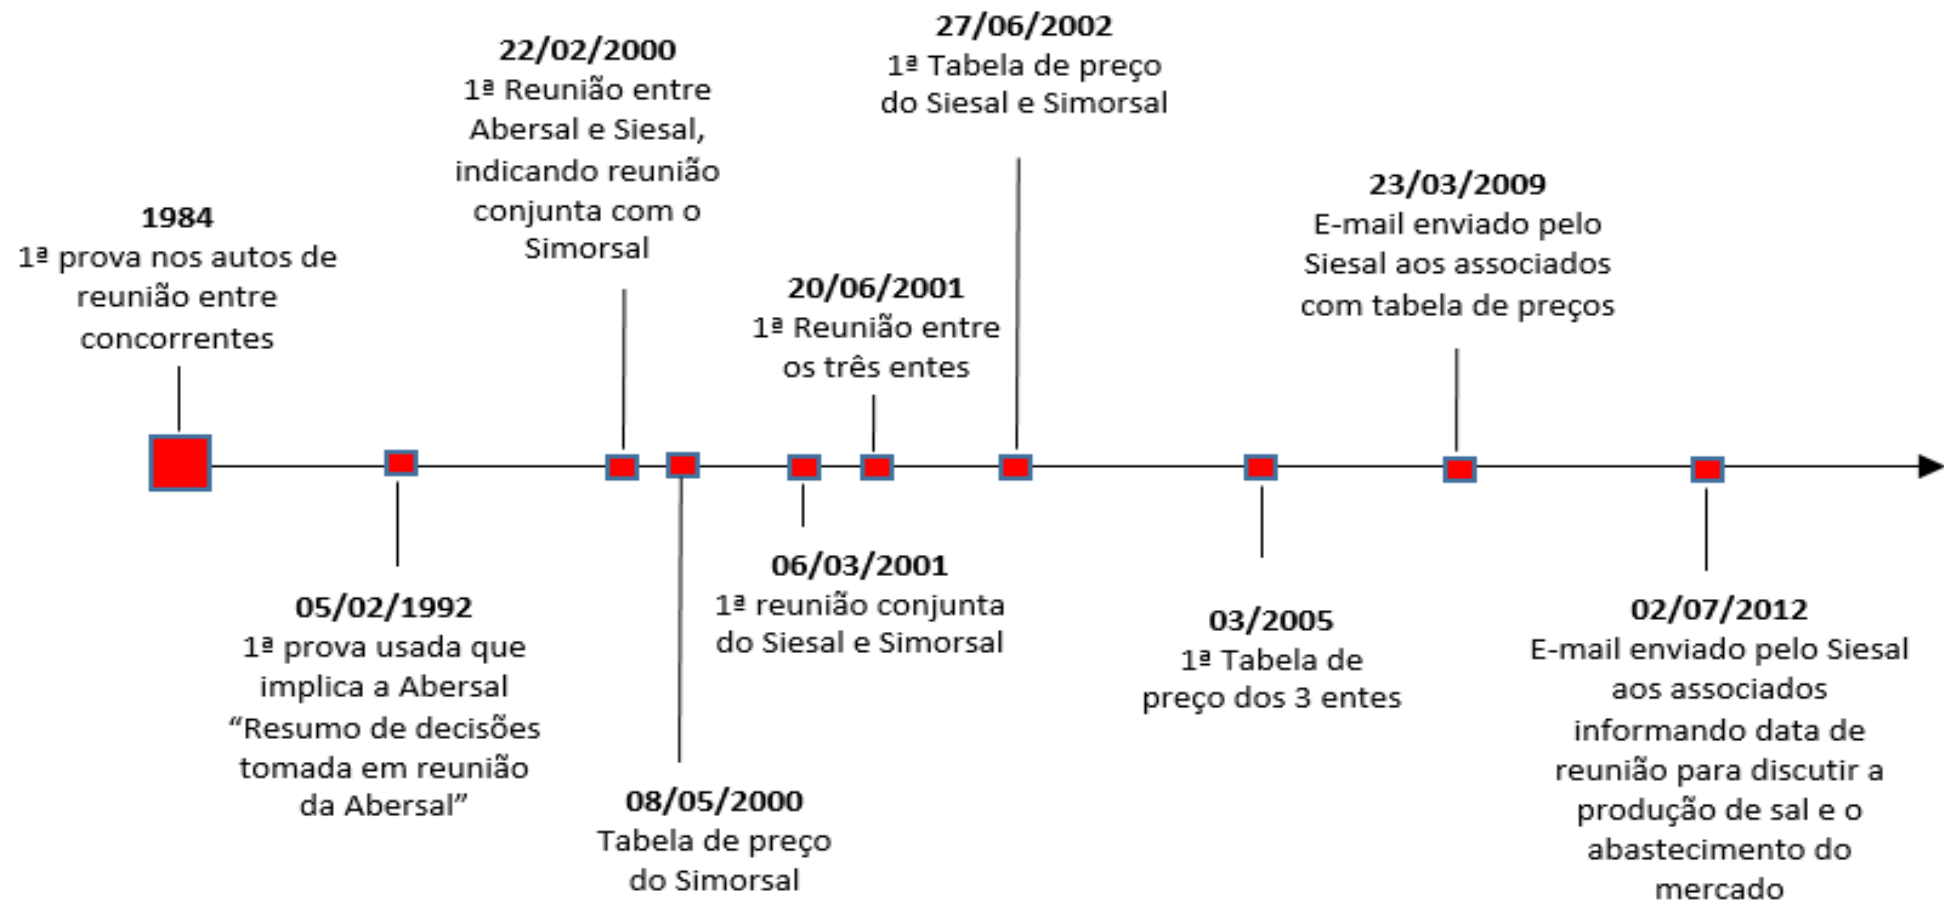 1984
1ª prova nos autos de
reunião entre
concorrentes
05/02/1992
1ª prova usada que
implica a Abersal
“Resumo de decisões
tomada em reunião
da Abersal”
22/02/2000
1ª Reunião entre
Abersal e Siesal,
indicando reunião
conjunta com o
Simorsal
08/05/2000
Tabela de preço
do Simorsal
06/03/2001
1ª reunião conjunta
do Siesal e Simorsal
20/06/2001
1ª Reunião entre
os três entes
27/06/2002
1ª Tabela de preço
do Siesal e Simorsal
03/2005
1ª Tabela de
preço dos 3 entes
23/03/2009
E-mail enviado pelo
Siesal aos associados
com tabela de preços
02/07/2012
E-mail enviado pelo Siesal
aos associados
informando data de
reunião para discutir a
produção de sal e o
abastecimento do
mercado